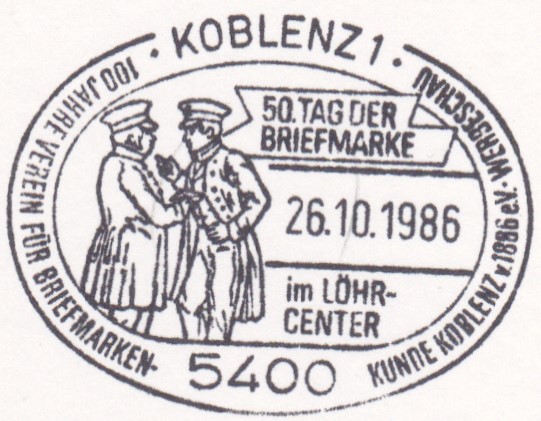 · KOBLENZ 1 ·
100 JAHRE VEREIN FÜR BRIEFMARKEN-
KUNDE KOBLENZ v. 1886 e.V. · WERBESCHAU
50. TAG DER
BRIEFMARKE
26.10.1986
im LÖHR-
CENTER
5400